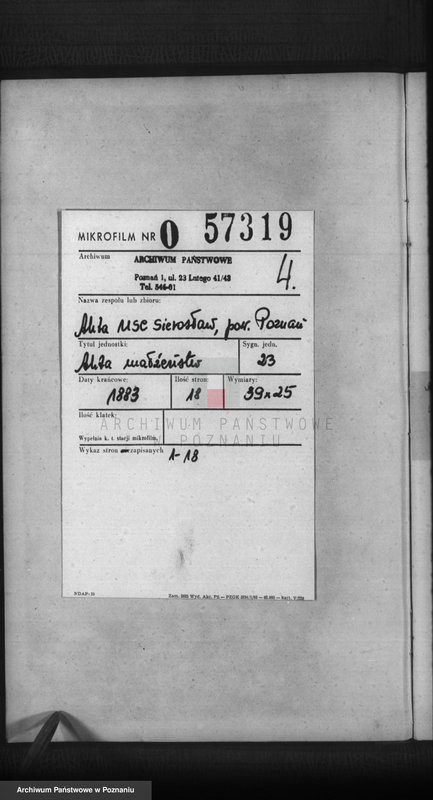 MIKROFILM NR O 57319
Archiwum
ARCHIWUM PAŃSTWOWE
Poznań 1, ul. 23 Lutego 41/43
Tel. 546-01
4.
Nazwa zespołu lub zbioru:
Akta USC Sierosław, pow. Poznań
Tytuł jednostki:
Sygn. jedn.
Akta małżeństw
23
Daty krańcowe:
Ilość stron:
Wymiary:
1883
18
39x25
Ilość klatek:
ARCHIWUM PAŃSTWOWE
POZNANIU
Wypełnia k. t. stacji mikrofilm.
Wykaz stron zapisanych
1-18
NDAP-
Archiwum Państwowe w Poznaniu